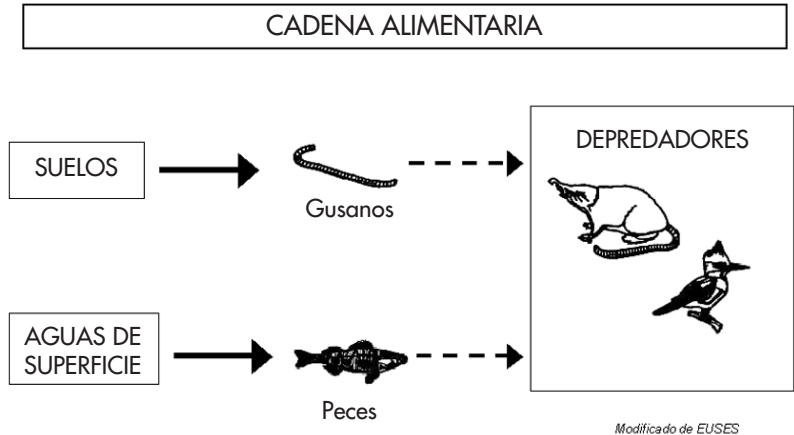 CADENA ALIMENTARIA
SUELOS
Gusanos
DEPREDADORES
AGUAS DE
SUPERFICIE
Peces
Modificado de EUSES